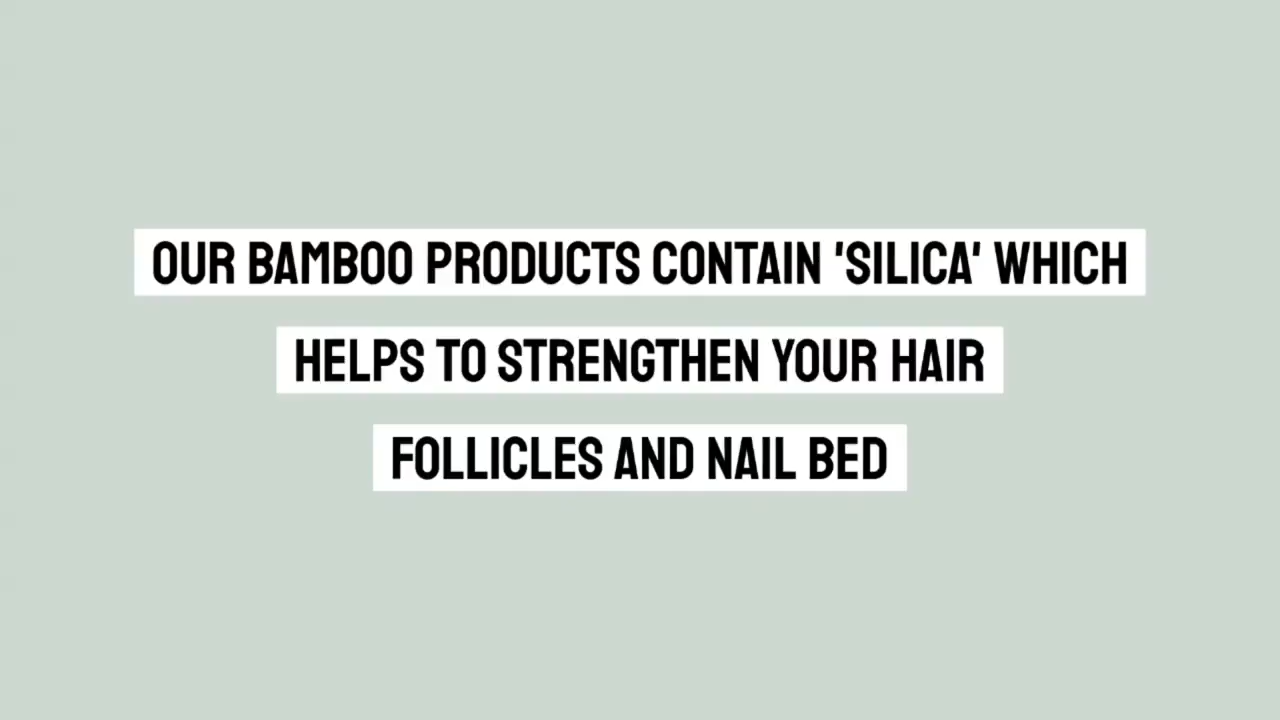 OUR BAMBOO PRODUCTS CONTAIN 'SILICA' WHICH
HELPS TO STRENGTHEN YOUR HAIR
FOLLICLES AND NAIL BED